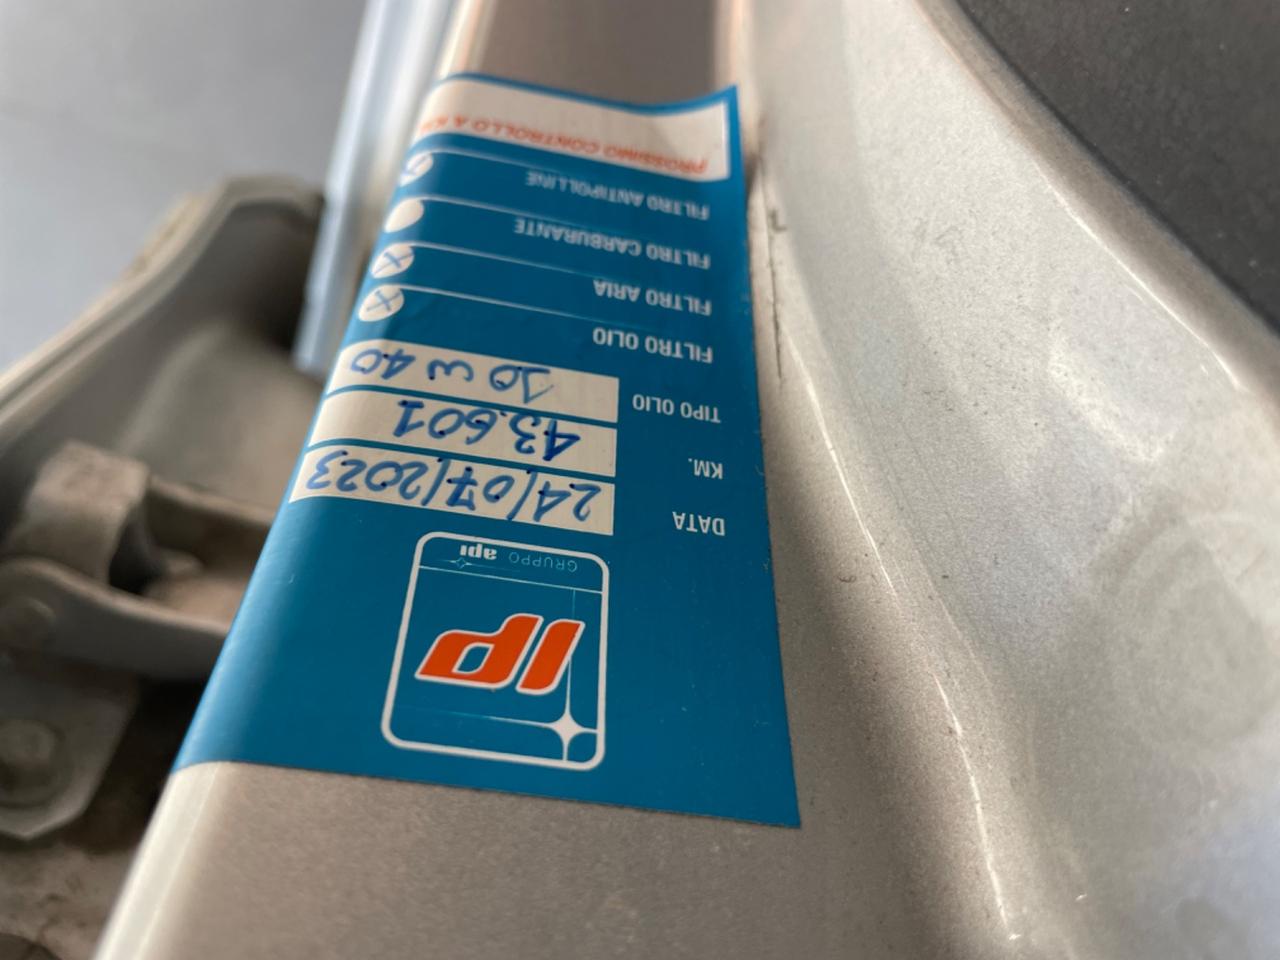 GRUPPO api
IP
DATA 24/07/2023
KM. 43.601
TIPO OLIO 10W40
FILTRO OLIO
FILTRO ARIA
FILTRO CARBURANTE
FILTRO ANTIPOLLINE
PROSSIMO CONTROLLO A KM